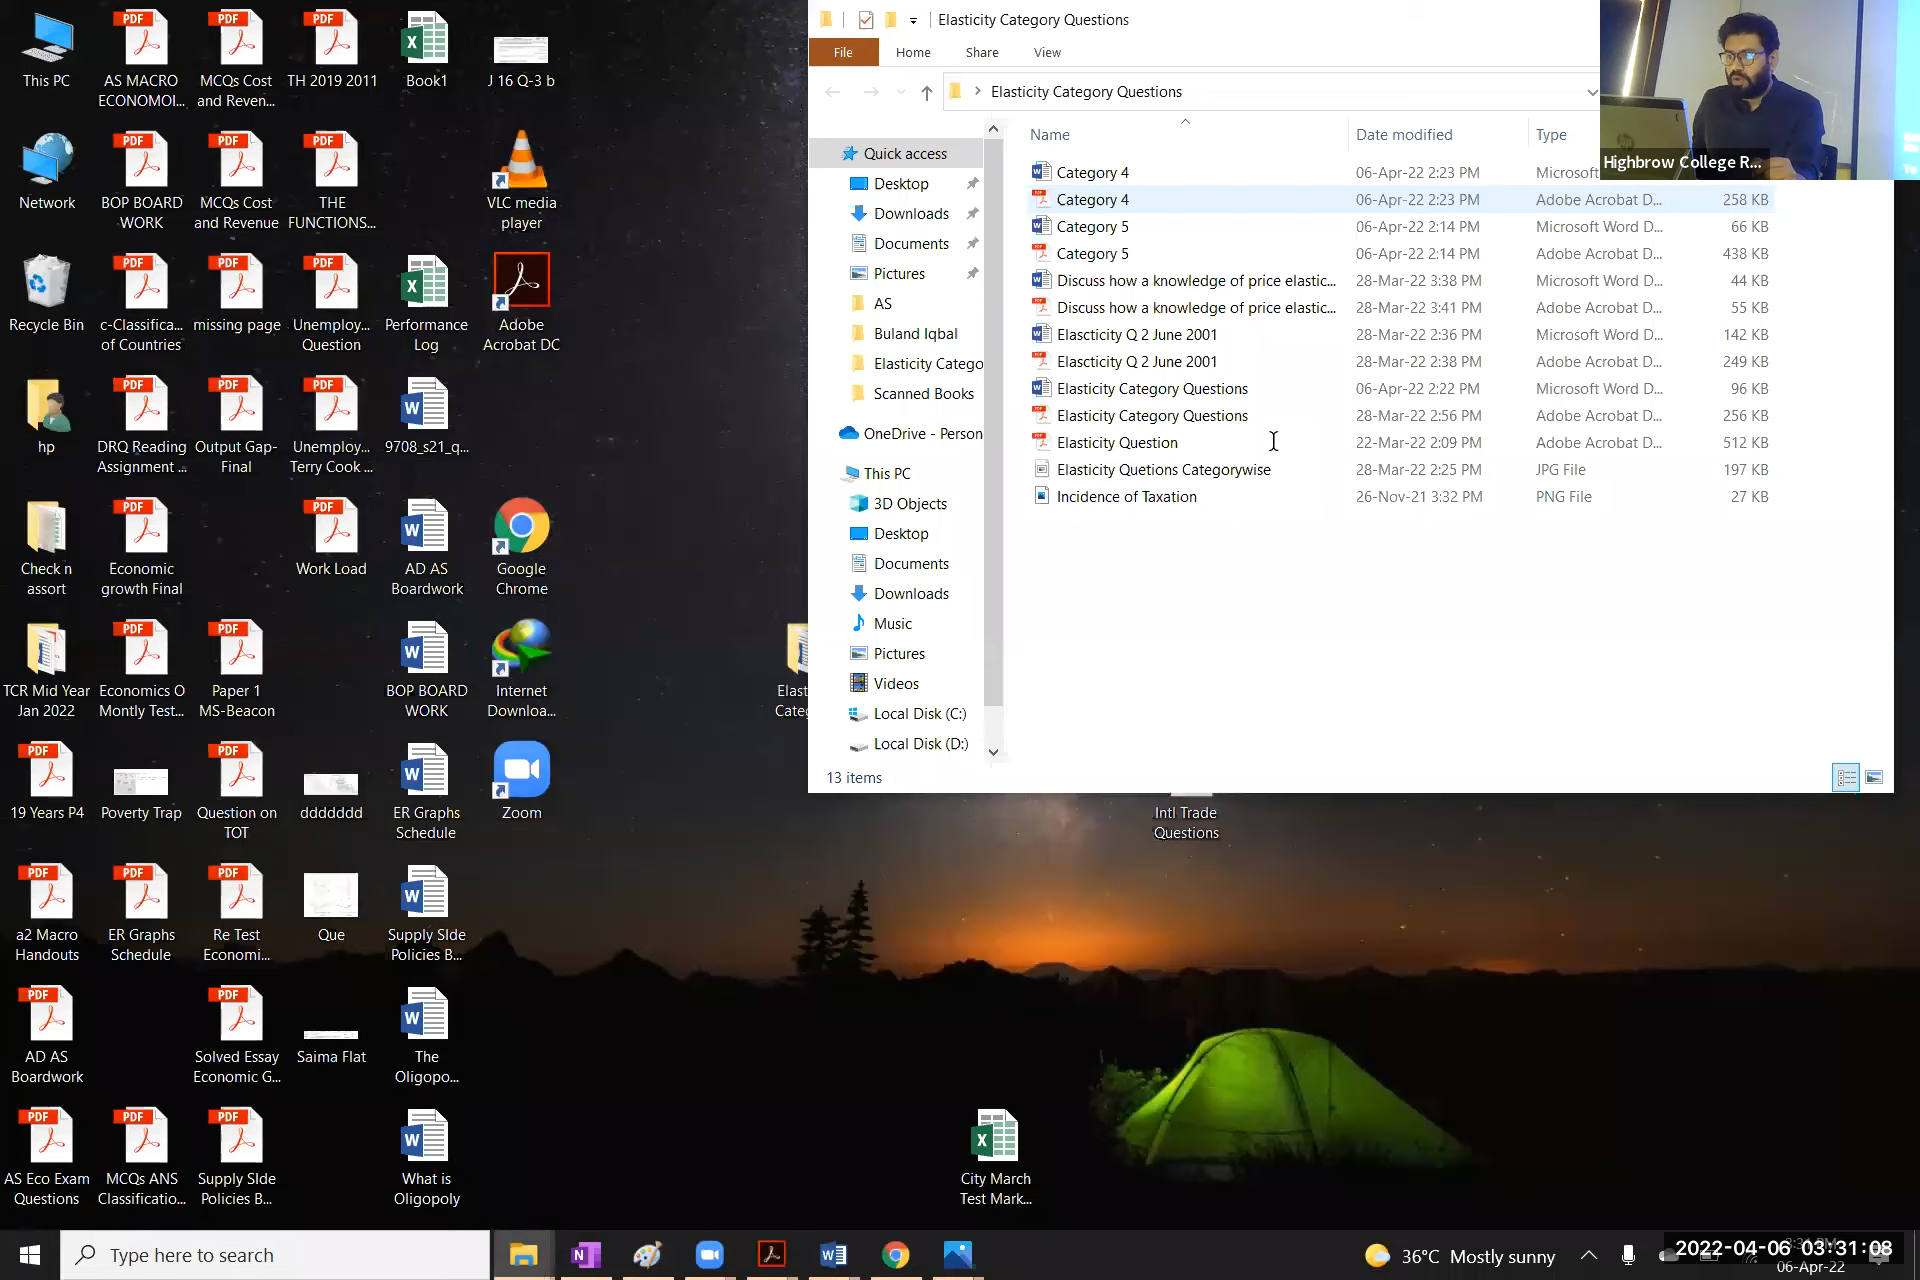 This PC
AS MACRO
ECONOMOI...
MCQs Cost
and Reven...
TH 2019 2011
Book1
J 16 Q-3 b
Network
BOP BOARD
WORK
MCQs Cost
and Revenue
THE
FUNCTIONS...
VLC media
player
Recycle Bin
c-Classifica...
of Countries
missing page
Unemploy...
Question
Performance
Log
Adobe
Acrobat DC
hp
DRQ Reading
Assignment ...
Output Gap-
Final
Unemploy...
Terry Cook ...
9708_s21_q...
Check n
assort
Economic
growth Final
Work Load
AD AS
Boardwork
Google
Chrome
TCR Mid Year
Jan 2022
Economics O
Montly Test...
Paper 1
MS-Beacon
BOP BOARD
WORK
Internet
Downloa...
19 Years P4
Poverty Trap
Question on
TOT
ddddddd
ER Graphs
Schedule
Zoom
a2 Macro
Handouts
ER Graphs
Schedule
Re Test
Economi...
Que
Supply SIde
Policies B...
AD AS
Boardwork
Solved Essay
Economic G...
Saima Flat
The
Oligopo...
AS Eco Exam
Questions
MCQs ANS
Classificatio...
Supply SIde
Policies B...
What is
Oligopoly
City March
Test Mark...
Elast
Categ
Intl Trade
Questions
Elasticity Category Questions
File Home Share View
Elasticity Category Questions
Quick access
Desktop
Downloads
Documents
Pictures
AS
Buland Iqbal
Elasticity Catego
Scanned Books
OneDrive - Person
This PC
3D Objects
Desktop
Documents
Downloads
Music
Pictures
Videos
Local Disk (C:)
Local Disk (D:)
13 items
Name Date modified Type
Category 4 06-Apr-22 2:23 PM Microsoft
Category 4 06-Apr-22 2:23 PM Adobe Acrobat D... 258 KB
Category 5 06-Apr-22 2:14 PM Microsoft Word D... 66 KB
Category 5 06-Apr-22 2:14 PM Adobe Acrobat D... 438 KB
Discuss how a knowledge of price elastic... 28-Mar-22 3:38 PM Microsoft Word D... 44 KB
Discuss how a knowledge of price elastic... 28-Mar-22 3:41 PM Adobe Acrobat D... 55 KB
Elascticity Q 2 June 2001 28-Mar-22 2:36 PM Microsoft Word D... 142 KB
Elascticity Q 2 June 2001 28-Mar-22 2:38 PM Adobe Acrobat D... 249 KB
Elasticity Category Questions 06-Apr-22 2:22 PM Microsoft Word D... 96 KB
Elasticity Category Questions 28-Mar-22 2:56 PM Adobe Acrobat D... 256 KB
Elasticity Question 22-Mar-22 2:09 PM Adobe Acrobat D... 512 KB
Elasticity Quetions Categorywise 28-Mar-22 2:25 PM JPG File 197 KB
Incidence of Taxation 26-Nov-21 3:32 PM PNG File 27 KB
Highbrow College R...
Type here to search
36°C Mostly sunny
2022-04-06 03:31:08
06-Apr-22